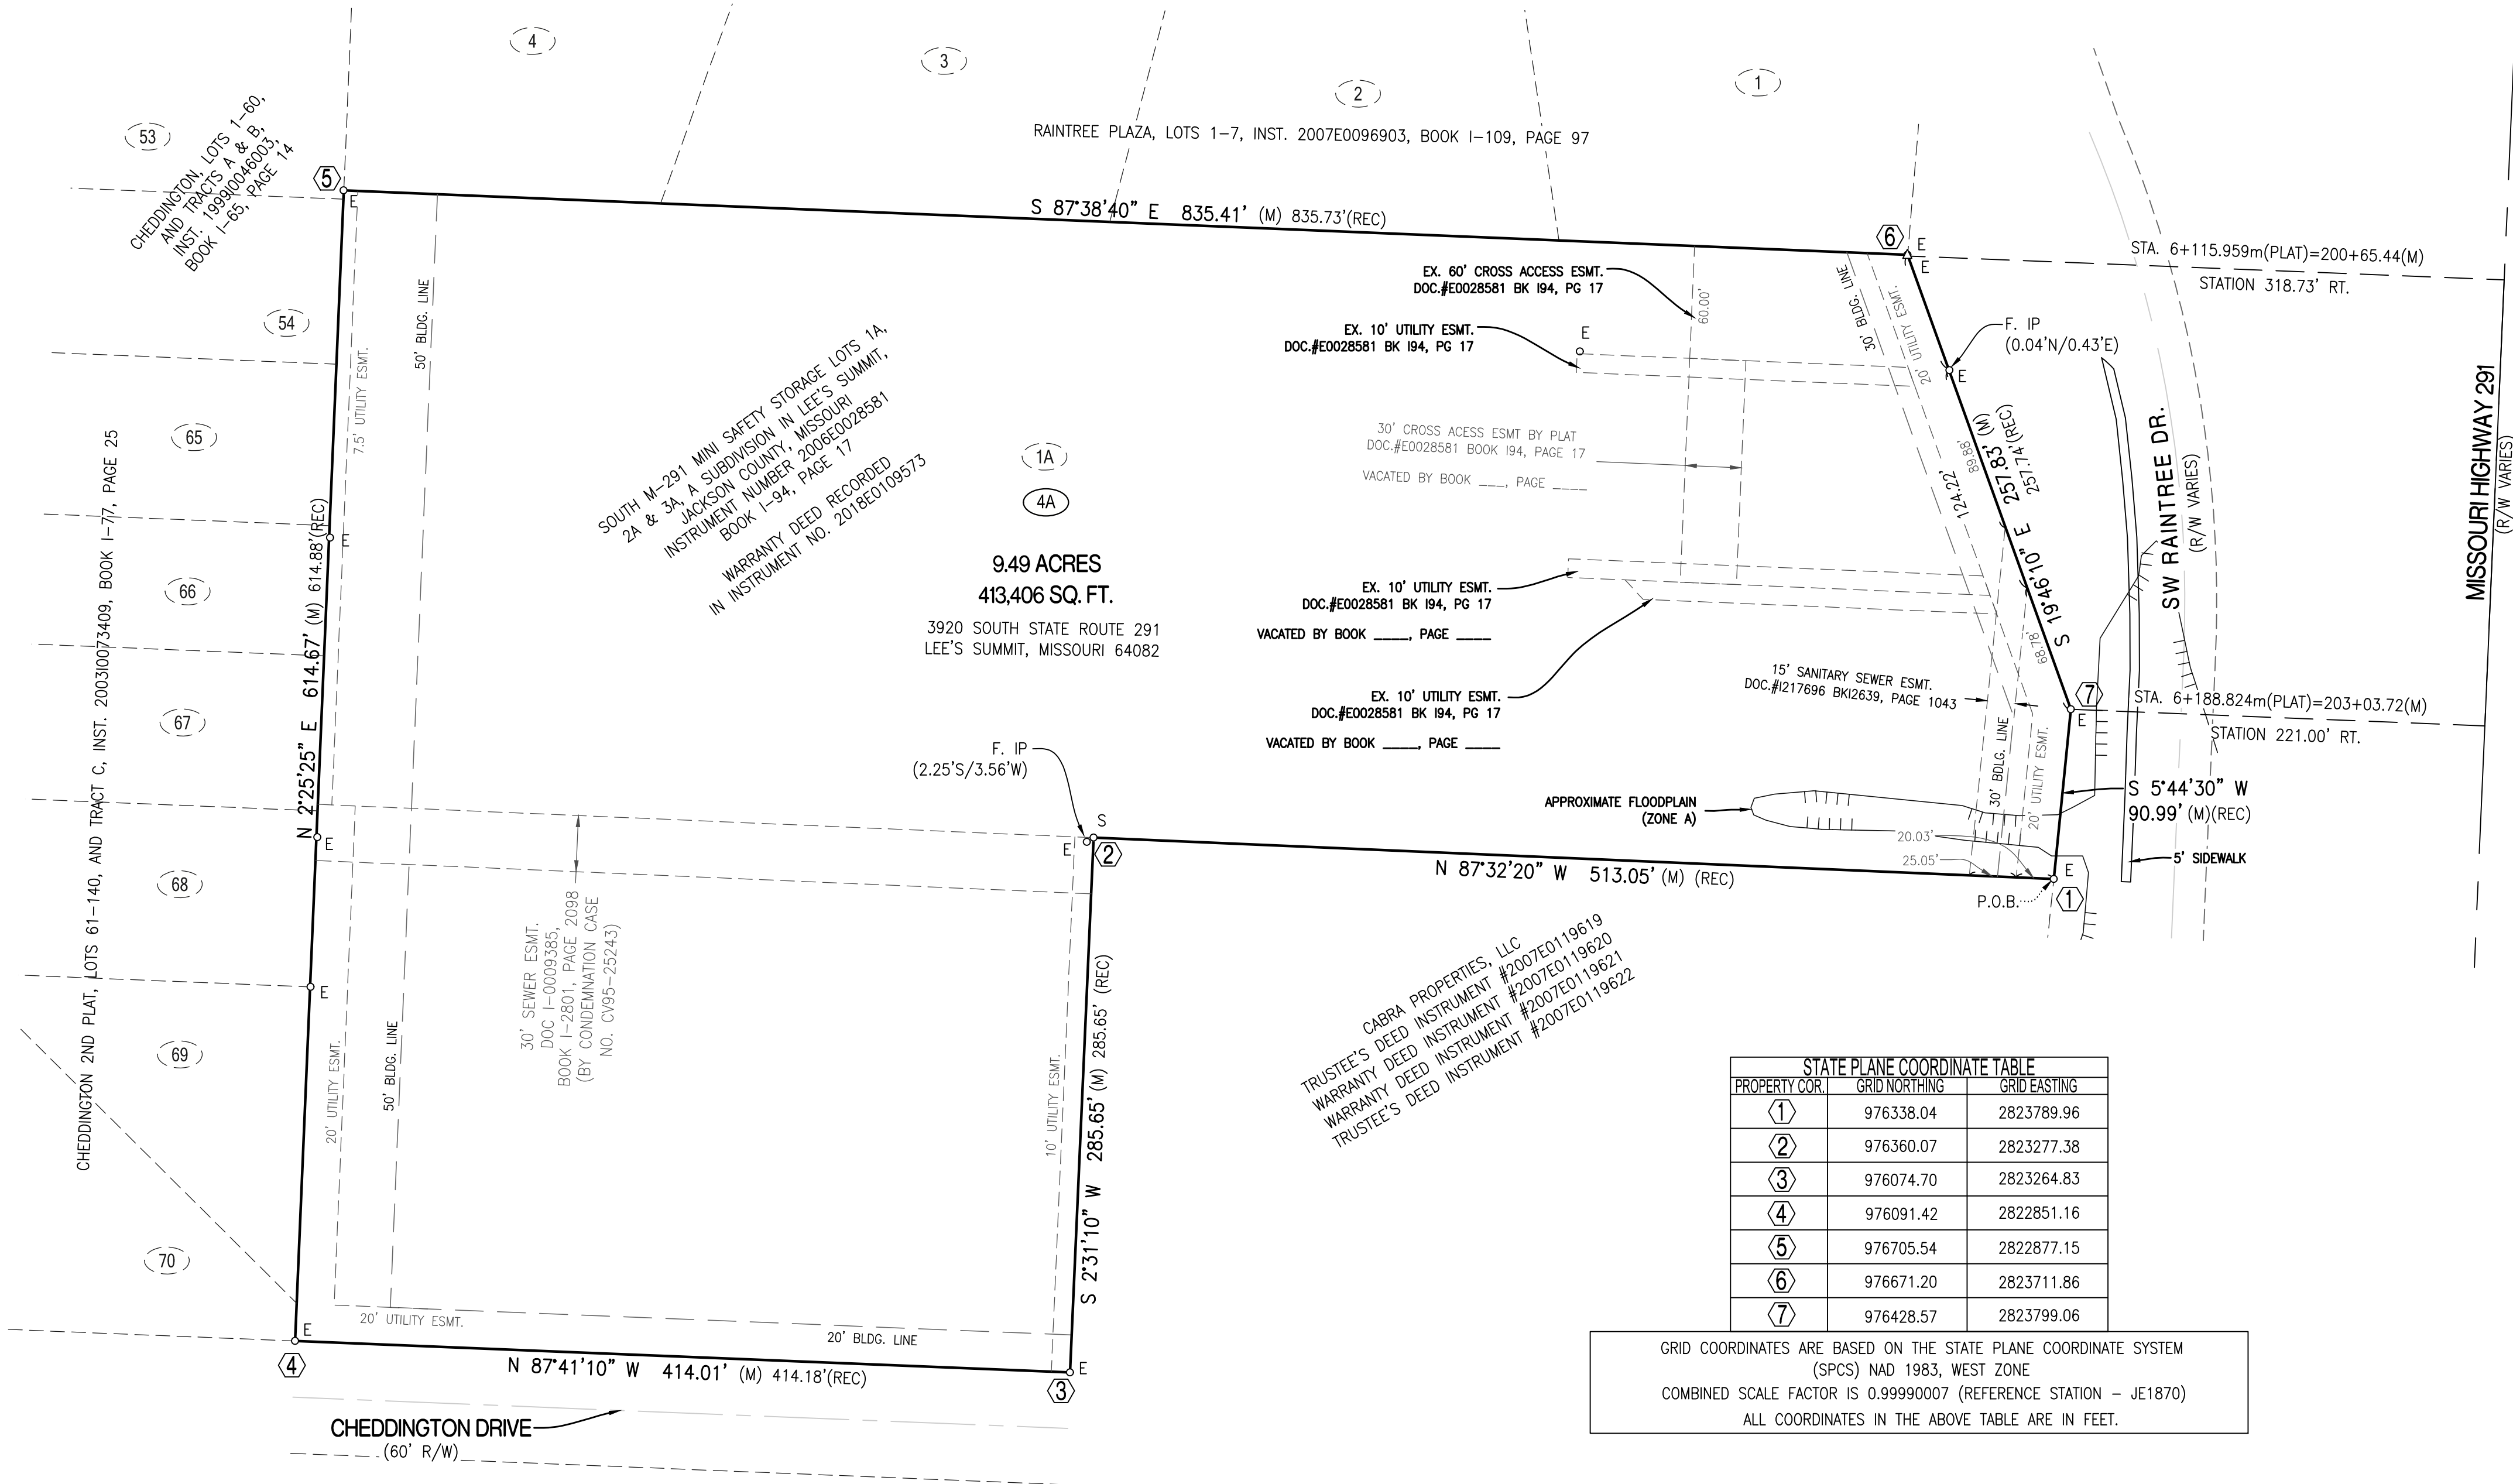 4
3
2
1
53
CHEDDINGTON, LOTS 1-60,
AND TRACTS A & B,
INST. 1999I0046003,
BOOK I-65, PAGE 14
RAINTREE PLAZA, LOTS 1-7, INST. 2007E0096903, BOOK I-109, PAGE 97
5
E
S 87°38'40" E 835.41' (M) 835.73'(REC)
6
E
E
STA. 6+115.959m(PLAT)=200+65.44(M)
STATION 318.73' RT.
54
65
66
67
68
69
70
CHEDDINGTON 2ND PLAT, LOTS 61-140, AND TRACT C, INST. 2003I0073409, BOOK I-77, PAGE 25
N 2°25'25" E 614.67' (M) 614.88'(REC)
E
E
E
7.5' UTILITY ESMT.
50' BLDG. LINE
SOUTH M-291 MINI SAFETY STORAGE LOTS 1A,
2A & 3A, A SUBDIVISION IN LEE'S SUMMIT,
JACKSON COUNTY, MISSOURI
INSTRUMENT NUMBER 2006E0028581
BOOK I-94, PAGE 17
WARRANTY DEED RECORDED
IN INSTRUMENT NO. 2018E0109573
1A
4A
9.49 ACRES
413,406 SQ. FT.
3920 SOUTH STATE ROUTE 291
LEE'S SUMMIT, MISSOURI 64082
EX. 60' CROSS ACCESS ESMT.
DOC.#E0028581 BK I94, PG 17
60.00'
EX. 10' UTILITY ESMT.
DOC.#E0028581 BK I94, PG 17
E
30' CROSS ACESS ESMT BY PLAT
DOC.#E0028581 BOOK I94, PAGE 17
VACATED BY BOOK ___, PAGE ____
EX. 10' UTILITY ESMT.
DOC.#E0028581 BK I94, PG 17
VACATED BY BOOK ____, PAGE ____
EX. 10' UTILITY ESMT.
DOC.#E0028581 BK I94, PG 17
VACATED BY BOOK ____, PAGE ____
30' BLDG. LINE
20' UTILITY ESMT.
F. IP
(0.04'N/0.43'E)
E
S 19°46'10" E 257.83' (M)
257.74'(REC)
89.88'
124.22'
68.78'
SW RAINTREE DR.
(R/W VARIES)
MISSOURI HIGHWAY 291
(R/W VARIES)
15' SANITARY SEWER ESMT.
DOC.#I217696 BKI2639, PAGE 1043
7
E
STA. 6+188.824m(PLAT)=203+03.72(M)
STATION 221.00' RT.
30' BDLG. LINE
20' UTILITY ESMT.
S 5°44'30" W
90.99' (M)(REC)
5' SIDEWALK
APPROXIMATE FLOODPLAIN
(ZONE A)
20.03'
25.05'
F. IP
(2.25'S/3.56'W)
S
E
2
N 87°32'20" W 513.05' (M) (REC)
P.O.B.
E
1
30' SEWER ESMT.
DOC I-0009385,
BOOK I-2801, PAGE 2098
(BY CONDEMNATION CASE
NO. CV95-25243)
20' UTILITY ESMT.
50' BLDG. LINE
10' UTILITY ESMT.
S 2°31'10" W 285.65' (M) 285.65' (REC)
CABRA PROPERTIES, LLC
TRUSTEE'S DEED INSTRUMENT #2007E0119619
WARRANTY DEED INSTRUMENT #2007E0119620
WARRANTY DEED INSTRUMENT #2007E0119621
TRUSTEE'S DEED INSTRUMENT #2007E0119622
E
20' UTILITY ESMT.
20' BLDG. LINE
4
N 87°41'10" W 414.01' (M) 414.18'(REC)
E
3
CHEDDINGTON DRIVE
(60' R/W)
STATE PLANE COORDINATE TABLE
PROPERTY COR. GRID NORTHING GRID EASTING
1 976338.04 2823789.96
2 976360.07 2823277.38
3 976074.70 2823264.83
4 976091.42 2822851.16
5 976705.54 2822877.15
6 976671.20 2823711.86
7 976428.57 2823799.06
GRID COORDINATES ARE BASED ON THE STATE PLANE COORDINATE SYSTEM
(SPCS) NAD 1983, WEST ZONE
COMBINED SCALE FACTOR IS 0.99990007 (REFERENCE STATION - JE1870)
ALL COORDINATES IN THE ABOVE TABLE ARE IN FEET.